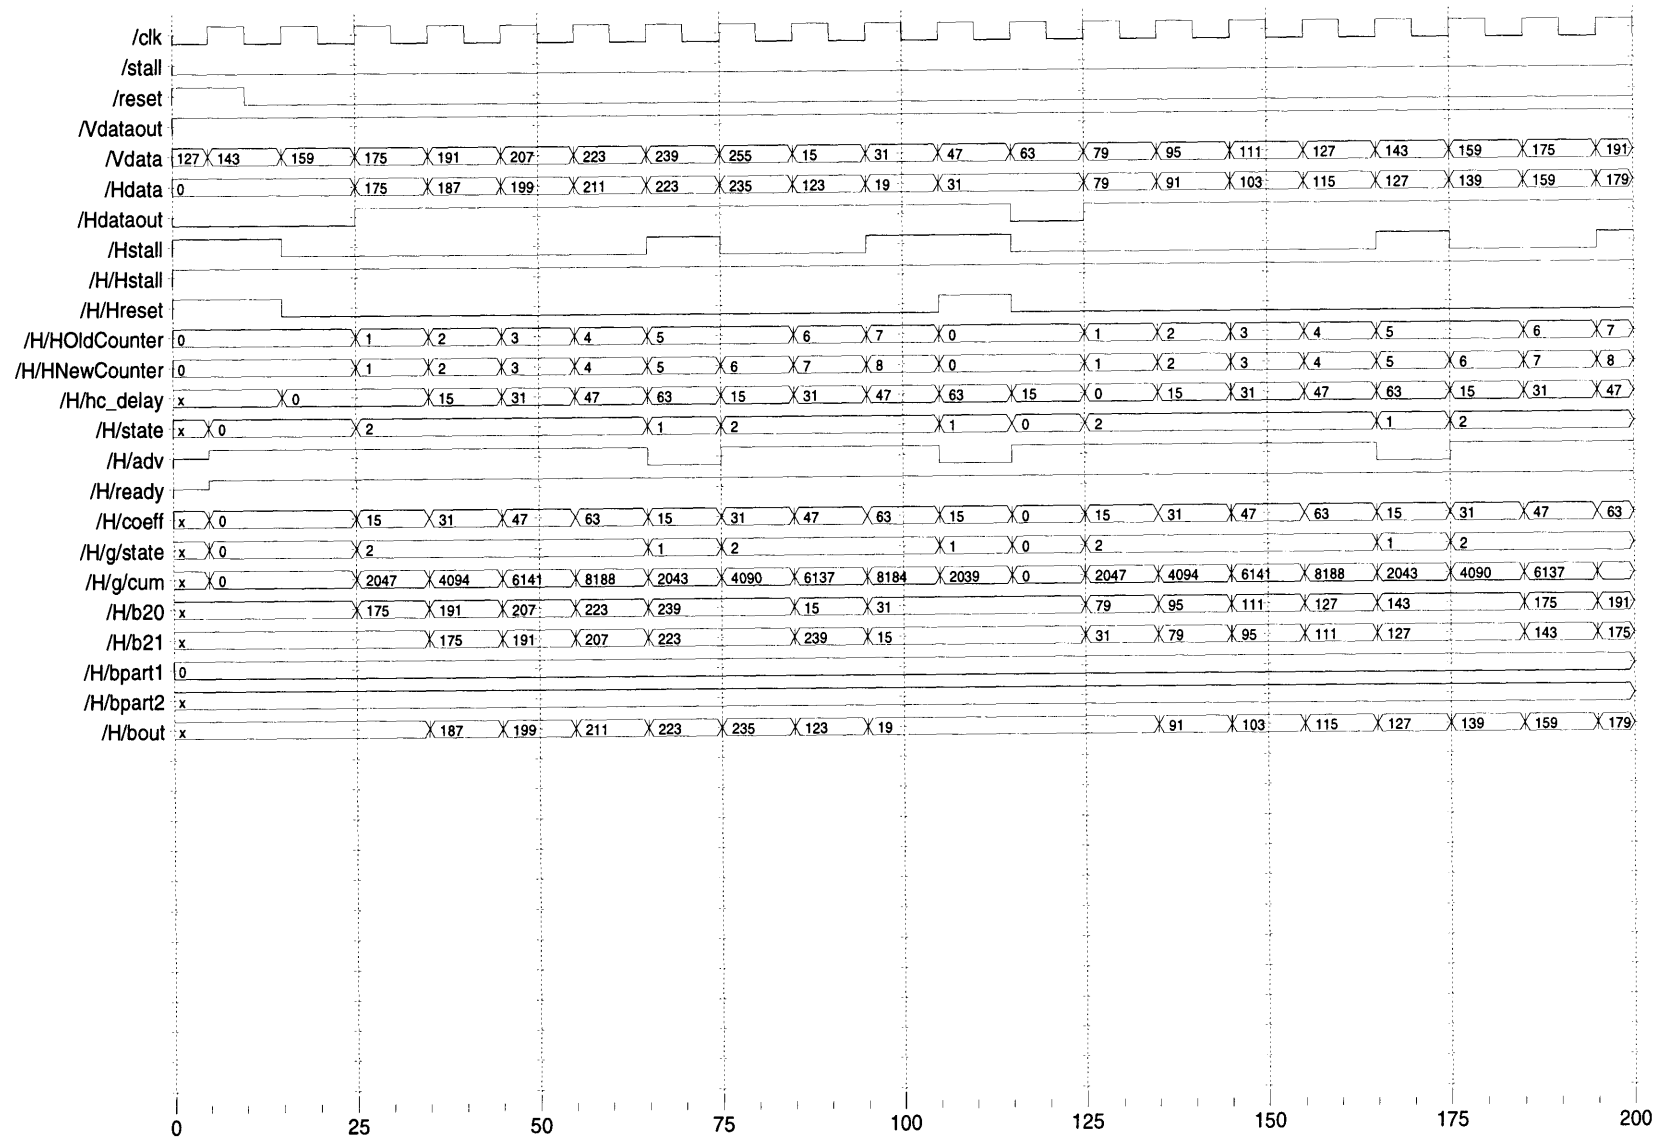 /clk
/stall
/reset
/Vdataout
/Vdata 127 143 159 175 191 207 223 239 255 15 31 47 63 79 95 111 127 143 159 175 191
/Hdata 0 175 187 199 211 223 235 123 19 31 79 91 103 115 127 139 159 179
/Hdataout
/Hstall
/H/Hstall
/H/Hreset
/H/HOldCounter 0 1 2 3 4 5 6 7 0 1 2 3 4 5 6 7
/H/HNewCounter 0 1 2 3 4 5 6 7 8 0 1 2 3 4 5 6 7 8
/H/hc_delay x 0 15 31 47 63 15 31 47 63 15 0 15 31 47 63 15 31 47
/H/state x 0 2 1 2 1 0 2 1 2
/H/adv
/H/ready
/H/coeff x 0 15 31 47 63 15 31 47 63 15 0 15 31 47 63 15 31 47 63
/H/g/state x 0 2 1 2 1 0 2 1 2
/H/g/cum x 0 2047 4094 6141 8188 2043 4090 6137 8184 2039 0 2047 4094 6141 8188 2043 4090 6137
/H/b20 x 175 191 207 223 239 15 31 79 95 111 127 143 175 191
/H/b21 x 175 191 207 223 239 15 31 79 95 111 127 143 175
/H/bpart1 0
/H/bpart2 x
/H/bout x 187 199 211 223 235 123 19 91 103 115 127 139 159 179
0 25 50 75 100 125 150 175 200